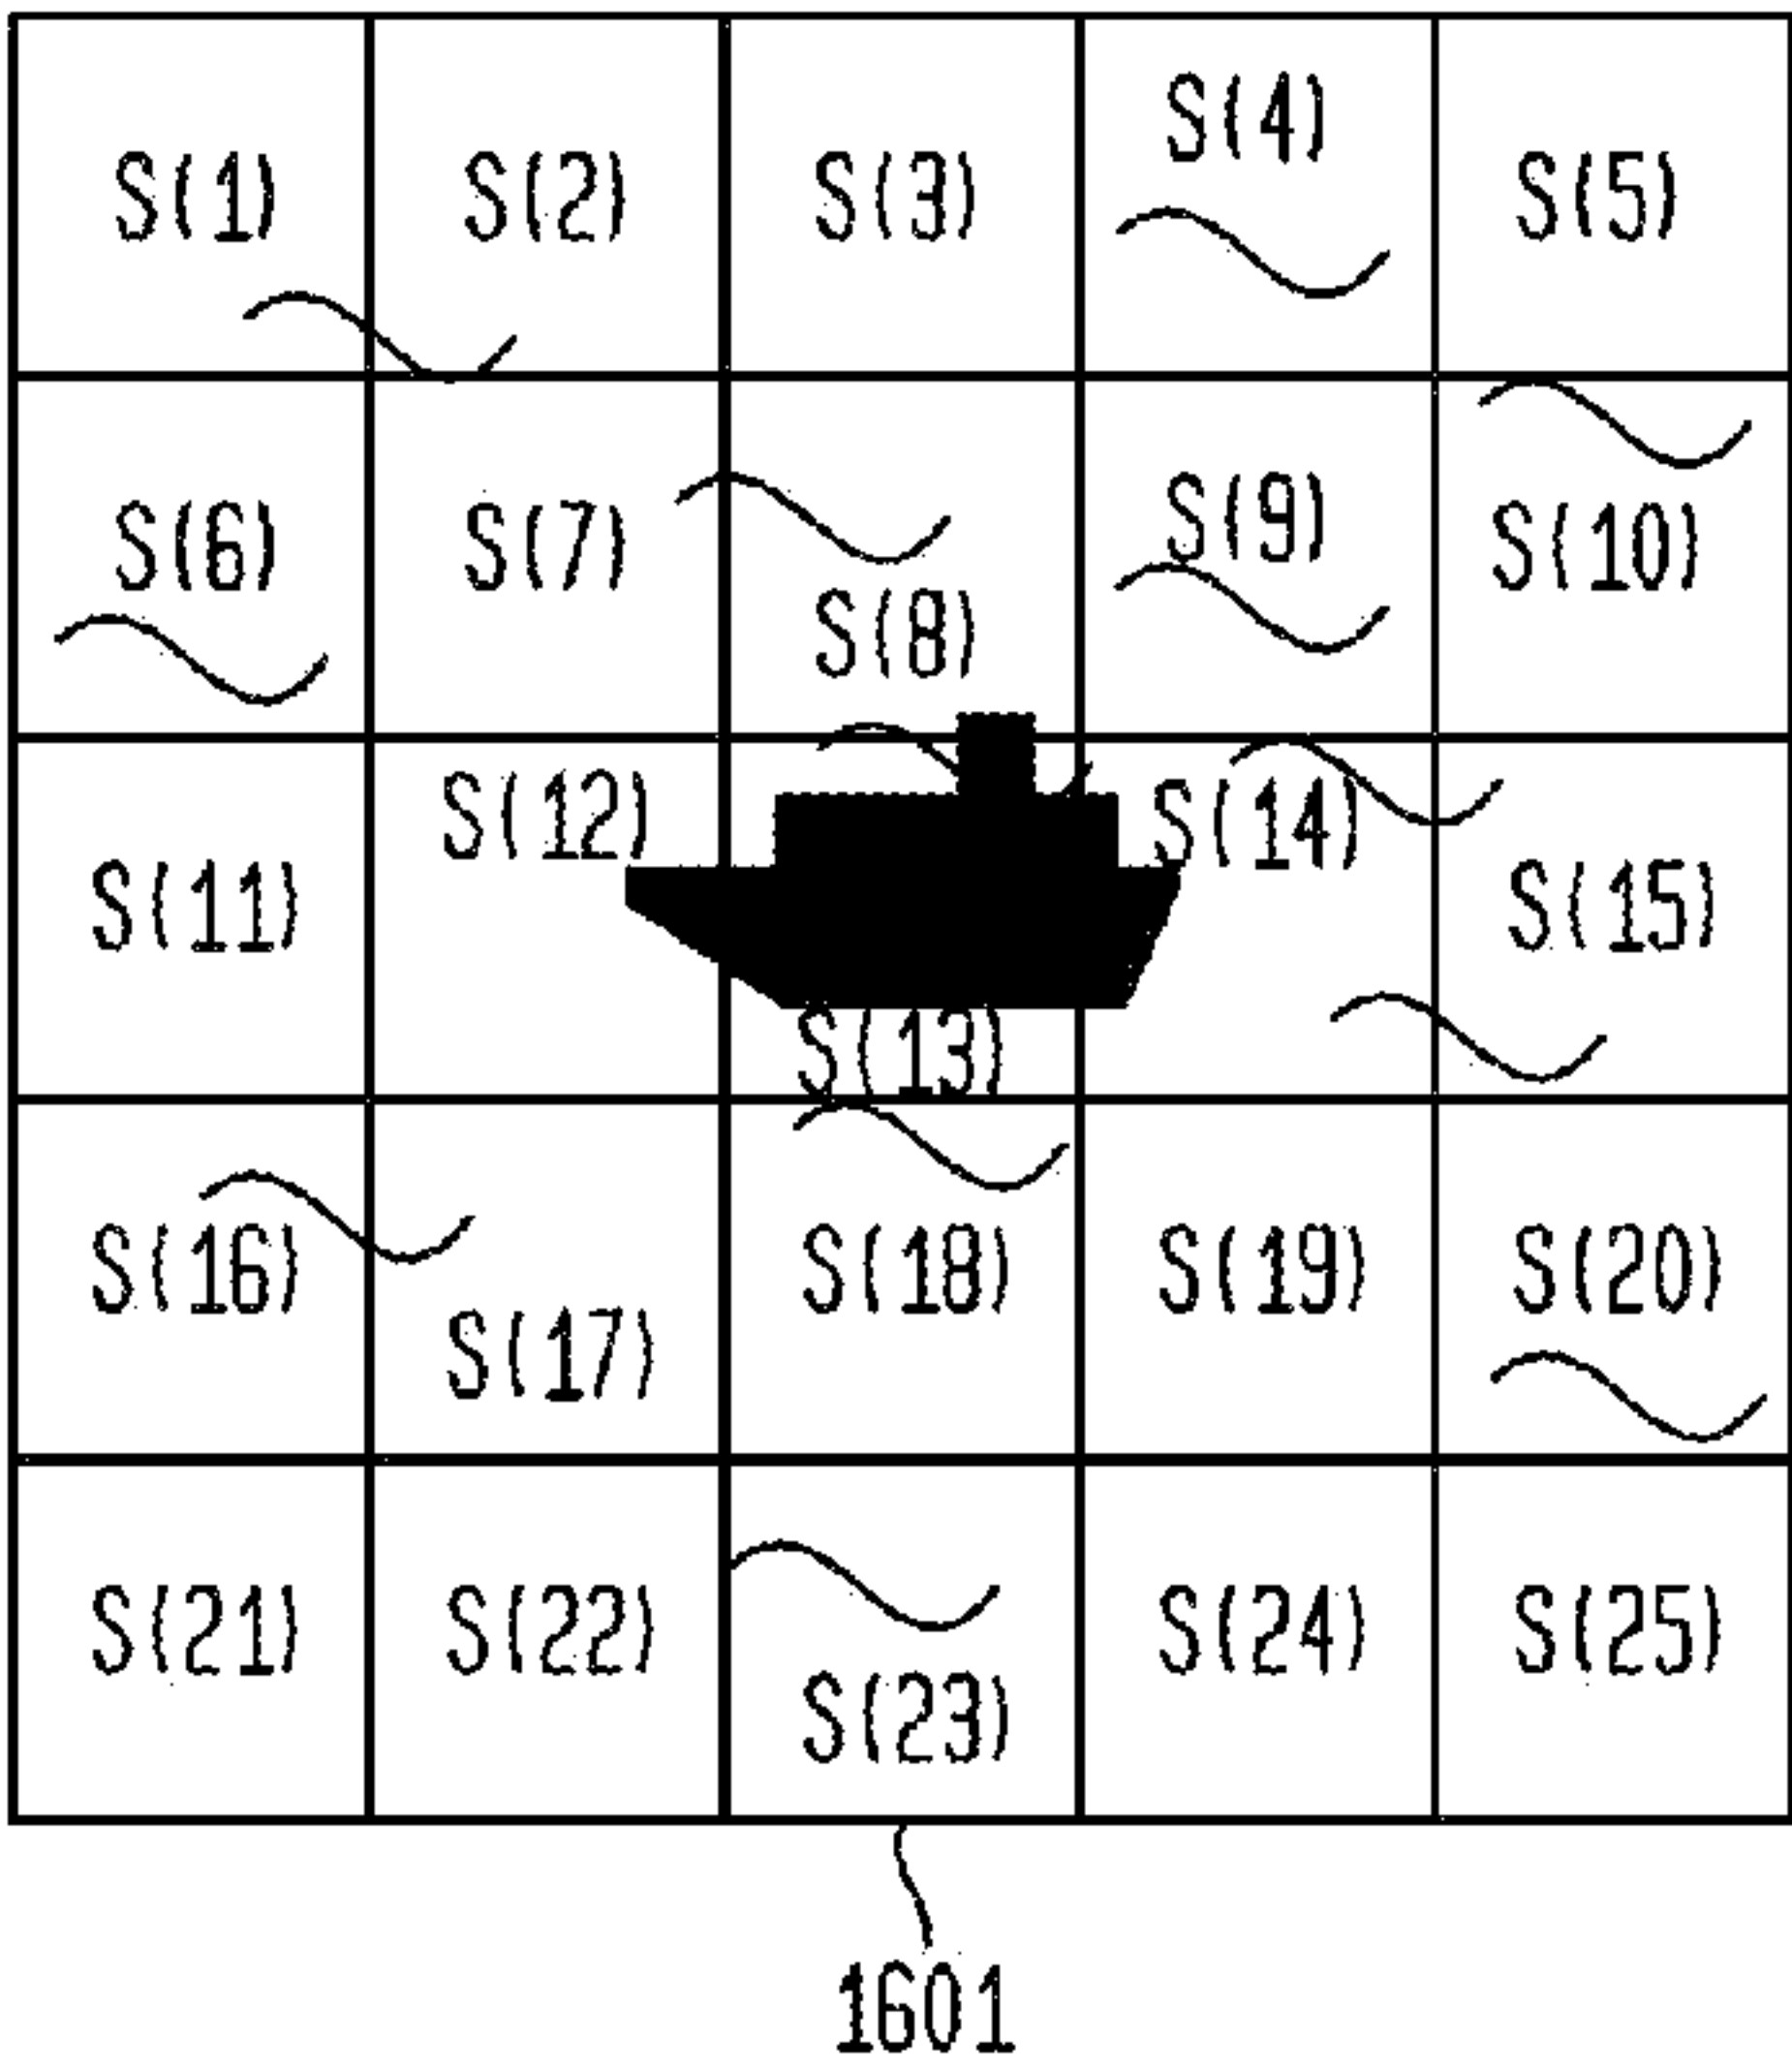 S(1) S(2) S(3) S(4) S(5)
S(6) S(7) S(8) S(9) S(10)
S(11) S(12) S(13) S(14) S(15)
S(16) S(17) S(18) S(19) S(20)
S(21) S(22) S(23) S(24) S(25)
1601